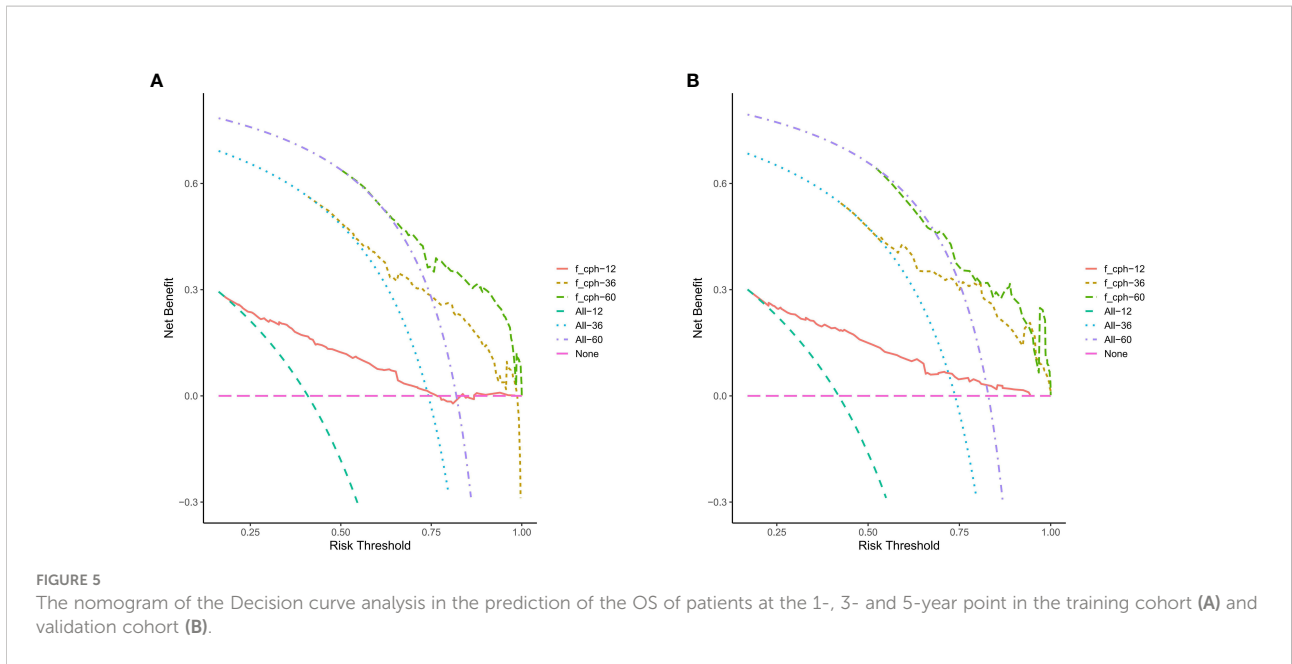 A
B
0.6
0.3
0.0
−0.3
Net Benefit
0.25
0.50
0.75
1.00
Risk Threshold
f_cph−12
f_cph−36
f_cph−60
All−12
All−36
All−60
None
0.6
0.3
0.0
−0.3
Net Benefit
0.25
0.50
0.75
1.00
Risk Threshold
f_cph−12
f_cph−36
f_cph−60
All−12
All−36
All−60
None
FIGURE 5
The nomogram of the Decision curve analysis in the prediction of the OS of patients at the 1-, 3- and 5-year point in the training cohort (A) and
validation cohort (B).